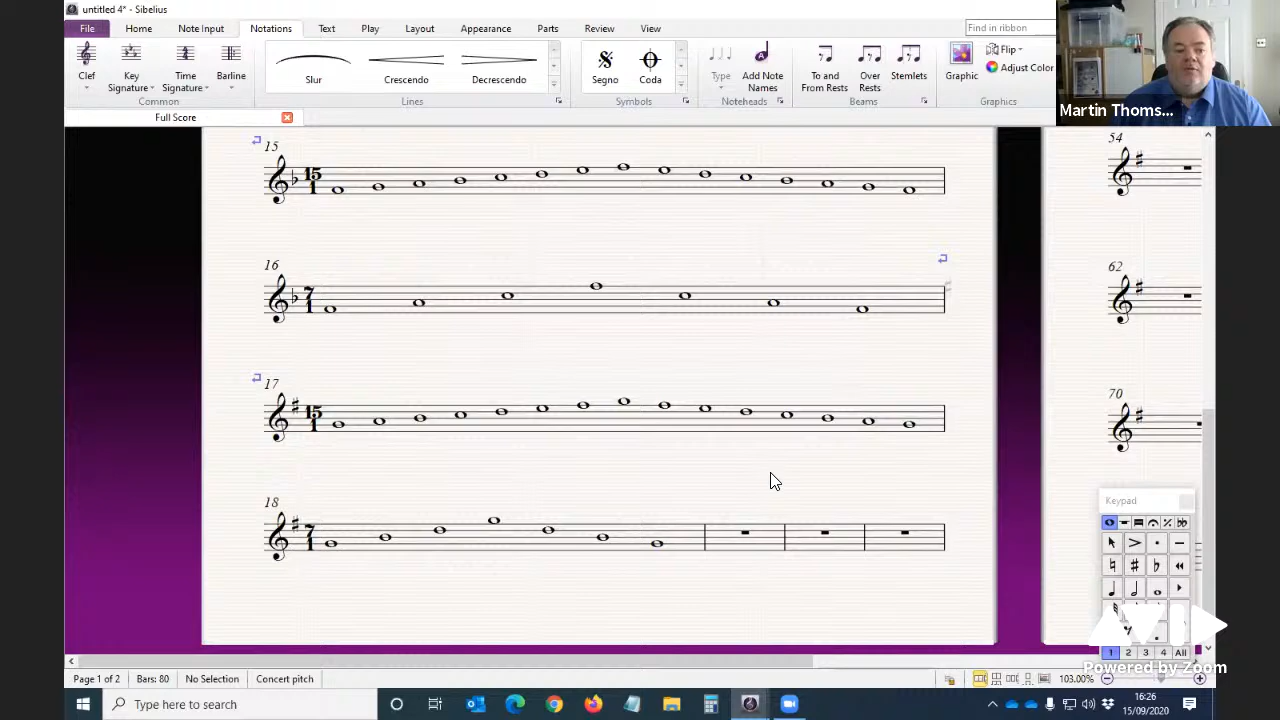 untitled 4* - Sibelius
File Home Note Input Notations Text Play Layout Appearance Parts Review View Find in ribbon
Clef Key Signature Time Signature Barline
Common
Slur Crescendo Decrescendo
Lines
Segno Coda
Symbols
Type Add Note Names
Noteheads
To and From Rests Over Rests Stemlets
Beams
Graphic Flip Adjust Color
Graphics
Martin Thoms...
Full Score
15
15
1
16
7
1
17
15
1
18
7
1
54
62
70
Keypad
1 2 3 4 All
AVID
Powered by Zoom
Page 1 of 2 Bars: 80 No Selection Concert pitch 103.00%
Type here to search
16:26
15/09/2020